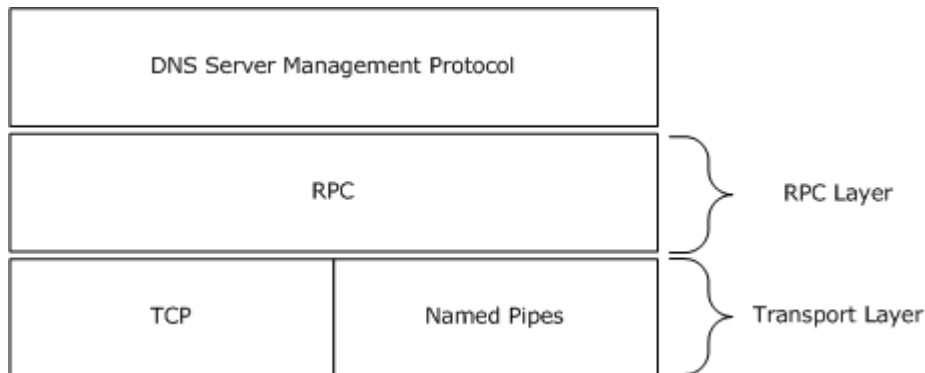 DNS Server Management Protocol
RPC
RPC Layer
TCP
Named Pipes
Transport Layer